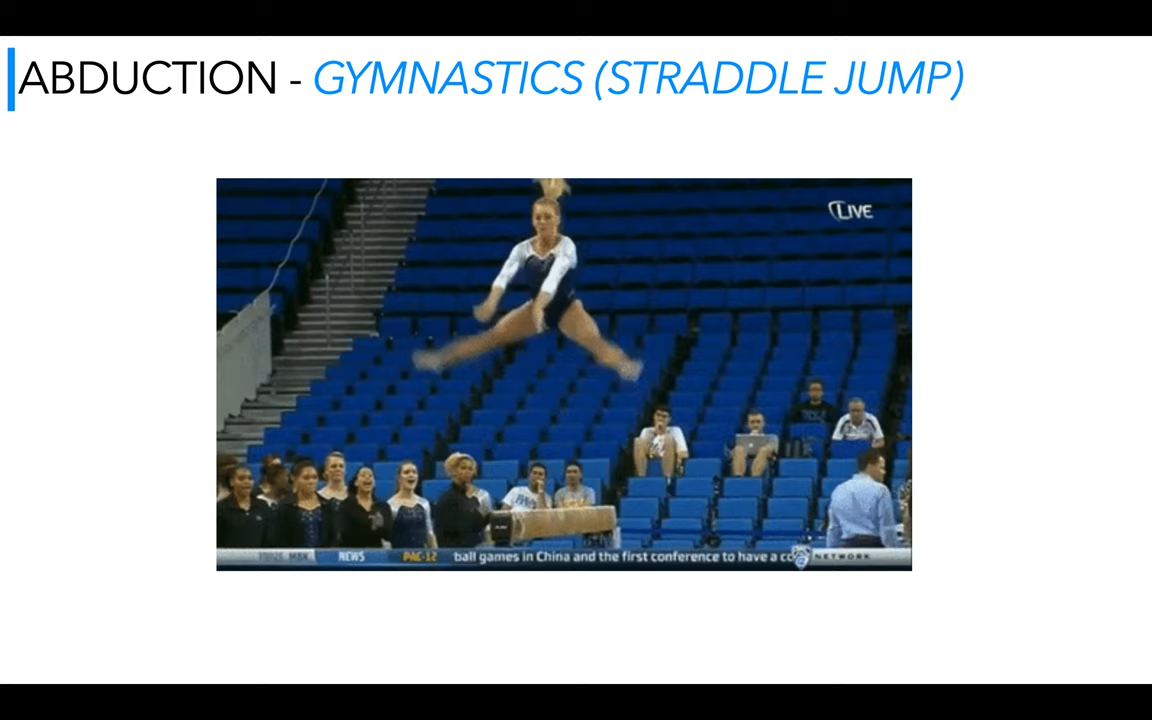 ABDUCTION - GYMNASTICS (STRADDLE JUMP)
LIVE
NEWS PAC-12 ball games in China and the first conference to have a co
NETWORK